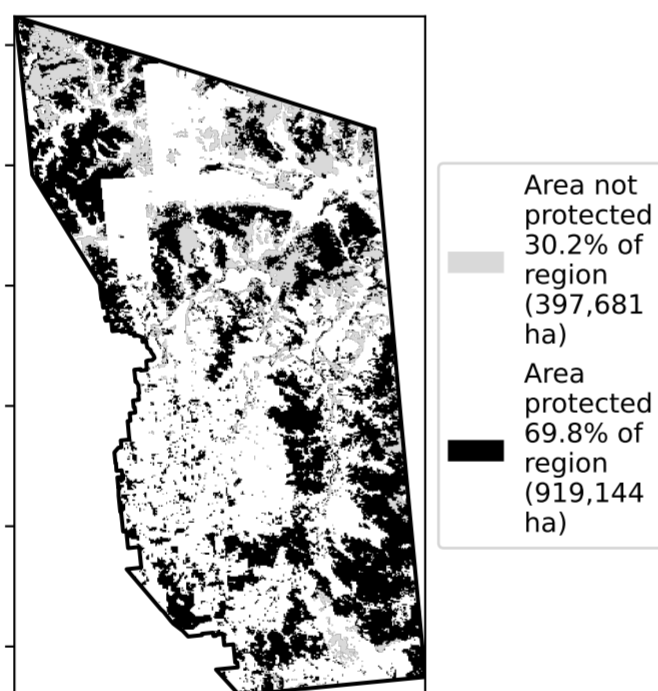 Area not
protected
30.2% of
region
(397,681
ha)
Area
protected
69.8% of
region
(919,144
ha)